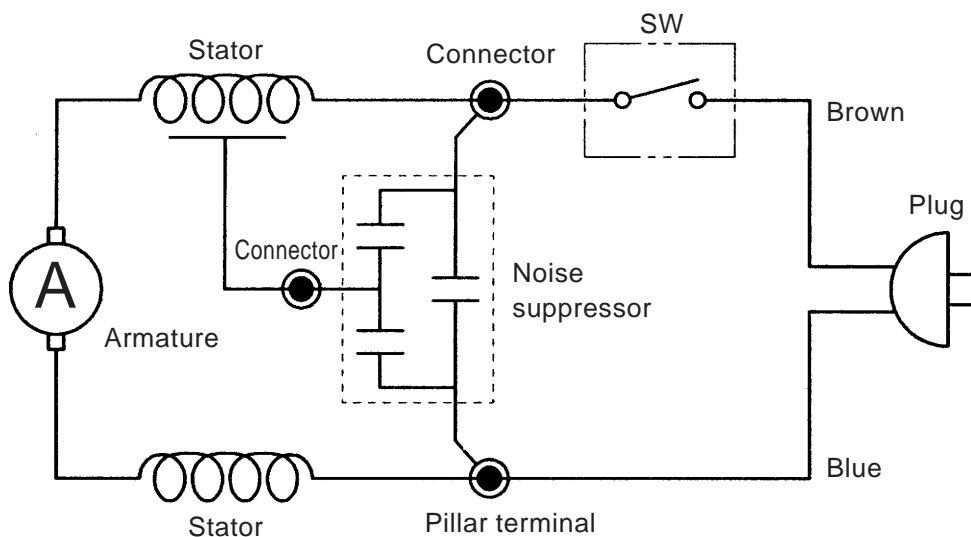 SW
Stator
Connector
Brown
Plug
Connector
Noise
suppressor
A
Armature
Blue
Stator
Pillar terminal